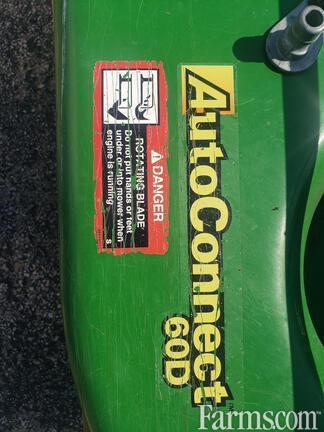 AutoConnect
60D
DANGER
ROTATING BLADE
Do not put hands or feet
under or into mower when
engine is running
Farms.com